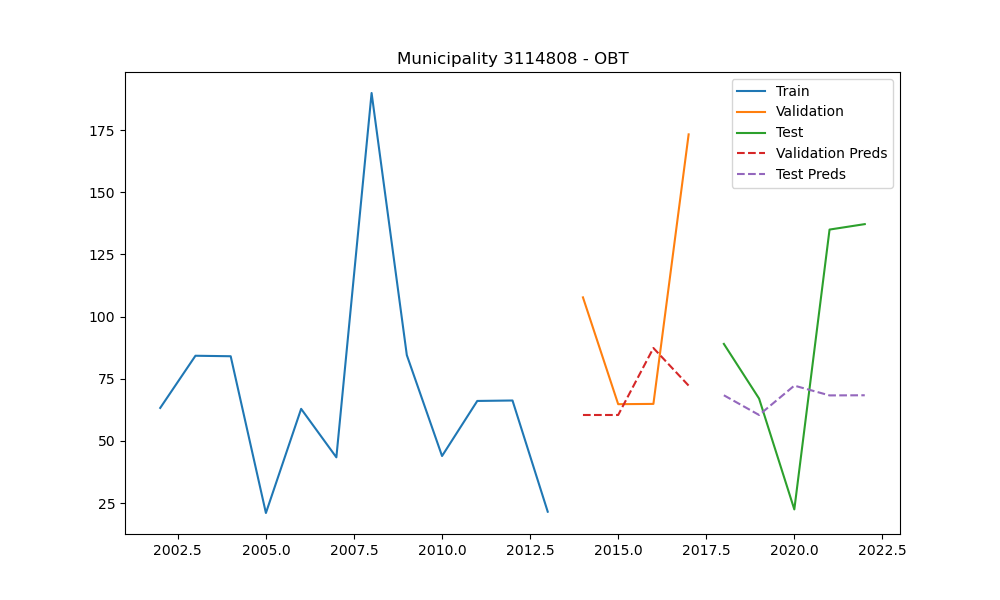 Municipality 3114808 - OBT
Train
Validation
Test
Validation Preds
Test Preds
175
150
125
100
75
50
25
2002.5 2005.0 2007.5 2010.0 2012.5 2015.0 2017.5 2020.0 2022.5